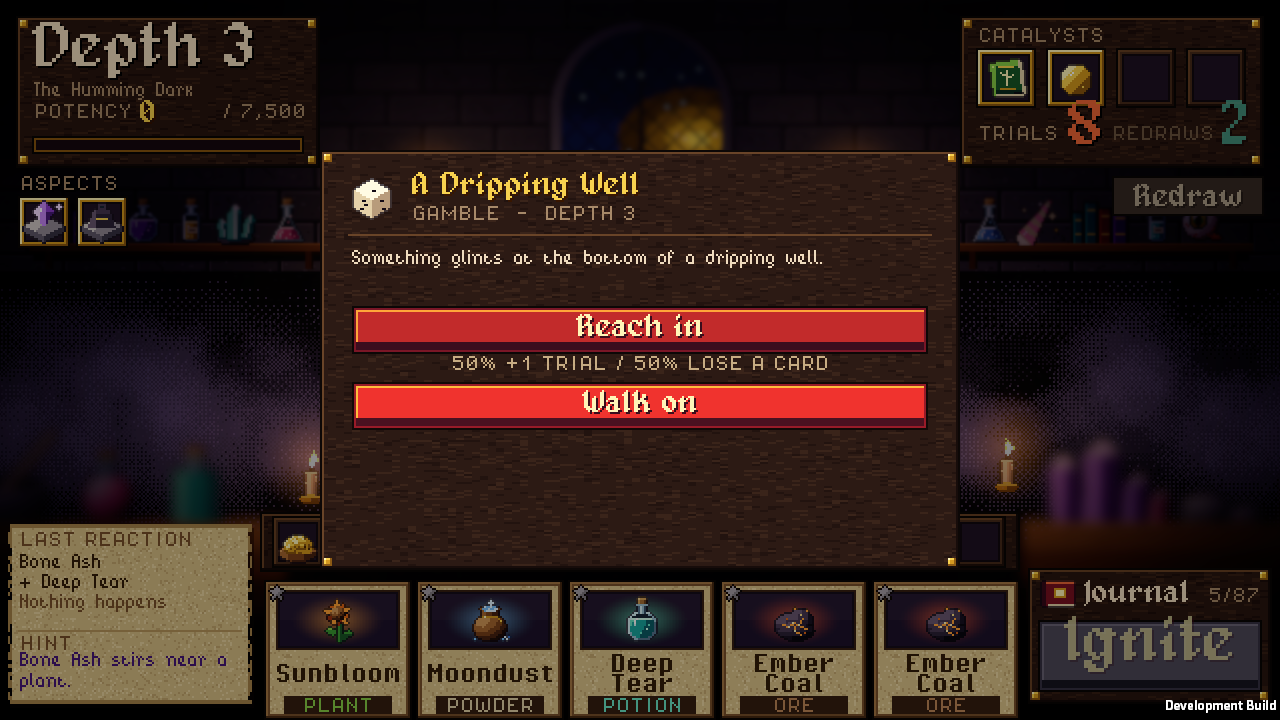 Depth 3
The Humming Dark
POTENCY 0 / 7,500
ASPECTS
CATALYSTS
TRIALS 8 REDRAWS 2
Redraw
A Dripping Well
GAMBLE - DEPTH 3
Something glints at the bottom of a dripping well.
Reach in
50% +1 TRIAL / 50% LOSE A CARD
Walk on
LAST REACTION
Bone Ash
+ Deep Tear
Nothing happens
HINT
Bone Ash stirs near a
plant.
Sunbloom
PLANT
Moondust
POWDER
Deep
Tear
POTION
Ember
Coal
ORE
Ember
Coal
ORE
Journal 5/87
Ignite
Development Build